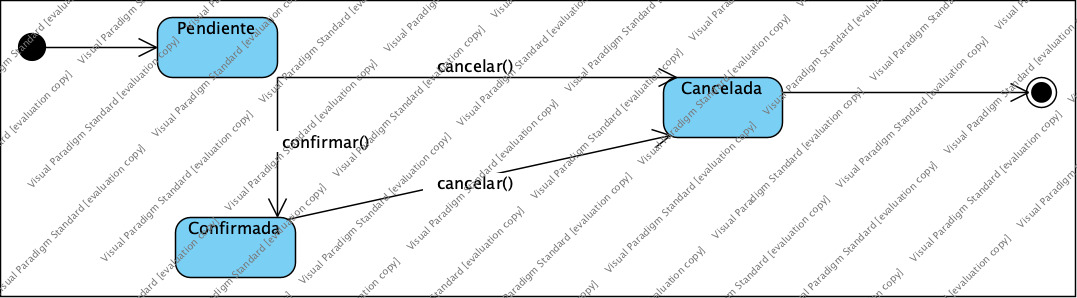 Pendiente
cancelar()
Cancelada
confirmar()
cancelar()
Confirmada
Visual Paradigm Standard [evaluation copy]